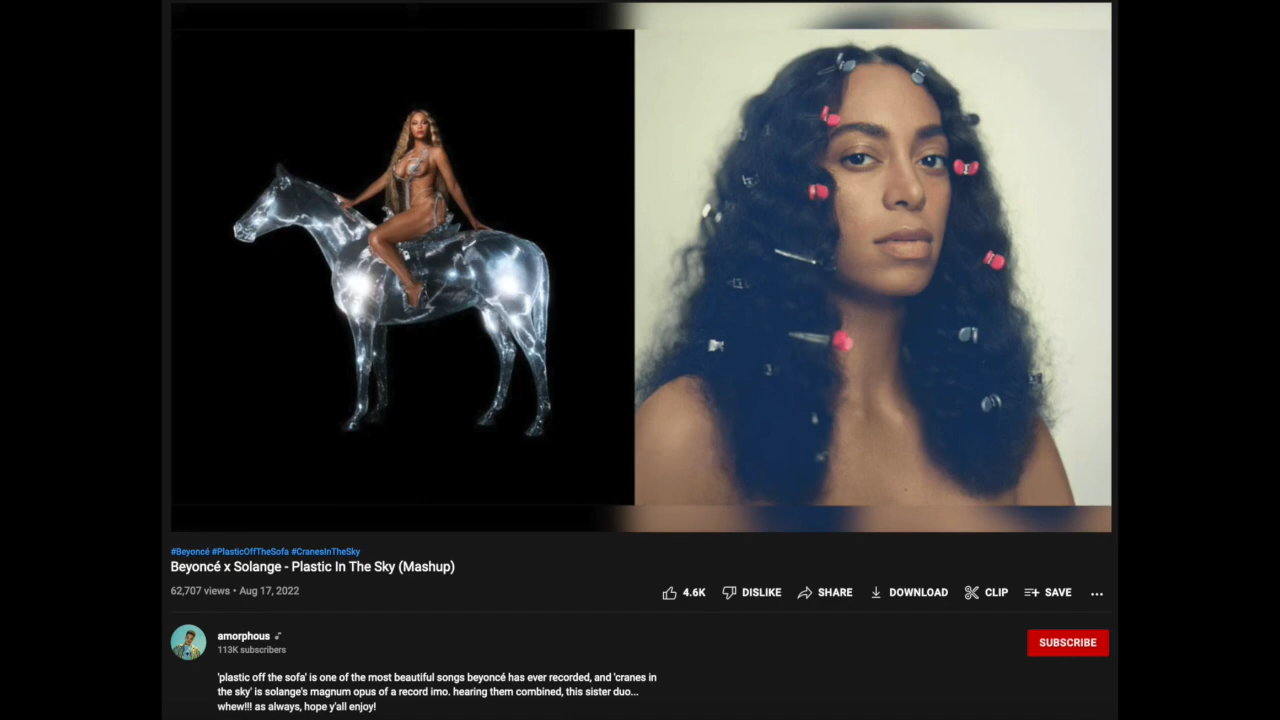 #Beyoncé #PlasticOffTheSofa #CranesInTheSky
Beyoncé x Solange - Plastic In The Sky (Mashup)
62,707 views • Aug 17, 2022
4.6K DISLIKE SHARE DOWNLOAD CLIP SAVE ...
amorphous
113K subscribers
SUBSCRIBE
'plastic off the sofa' is one of the most beautiful songs beyoncé has ever recorded, and 'cranes in
the sky' is solange's magnum opus of a record imo. hearing them combined, this sister duo...
whew!!! as always, hope y'all enjoy!